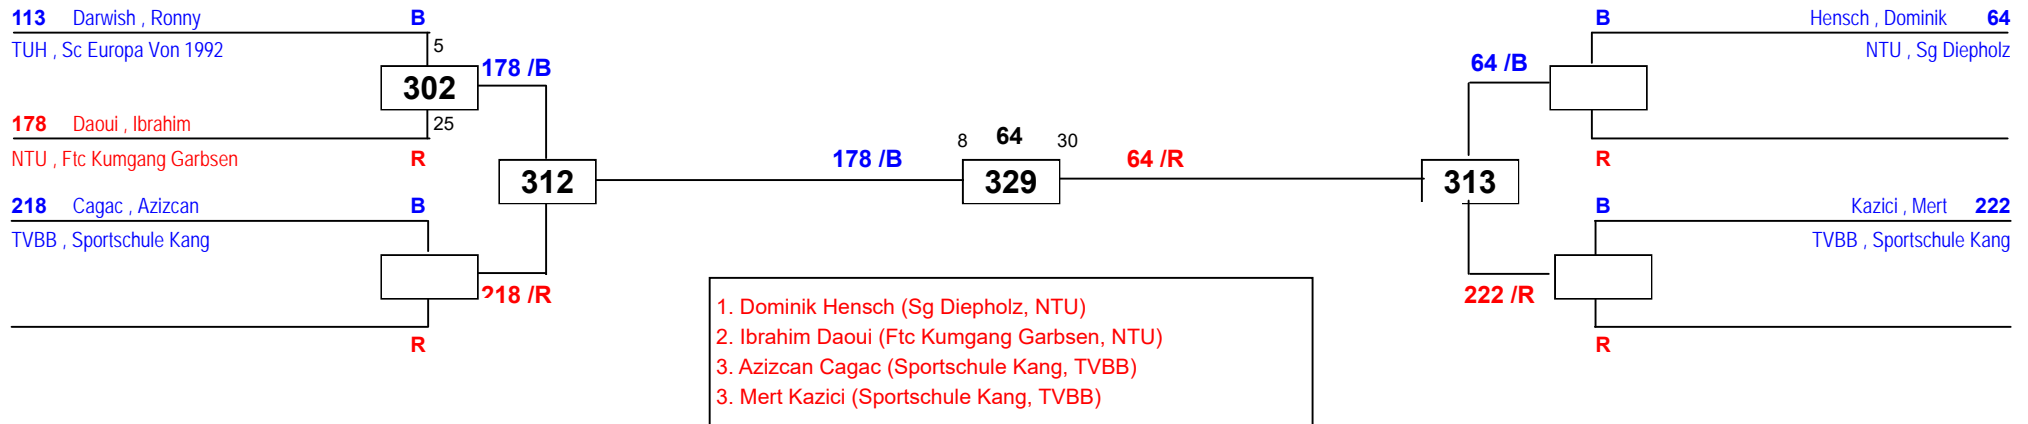 113 Darwish , Ronny B
TUH , Sc Europa Von 1992
5
302
178 /B
25
178 Daoui , Ibrahim
NTU , Ftc Kumgang Garbsen R
312
218 Cagac , Azizcan B
TVBB , Sportschule Kang
218 /R
R
178 /B
8 64 30
329
64 /R
313
B Hensch , Dominik 64
NTU , Sg Diepholz
64 /B
R
B Kazici , Mert 222
TVBB , Sportschule Kang
222 /R
R
1. Dominik Hensch (Sg Diepholz, NTU)
2. Ibrahim Daoui (Ftc Kumgang Garbsen, NTU)
3. Azizcan Cagac (Sportschule Kang, TVBB)
3. Mert Kazici (Sportschule Kang, TVBB)